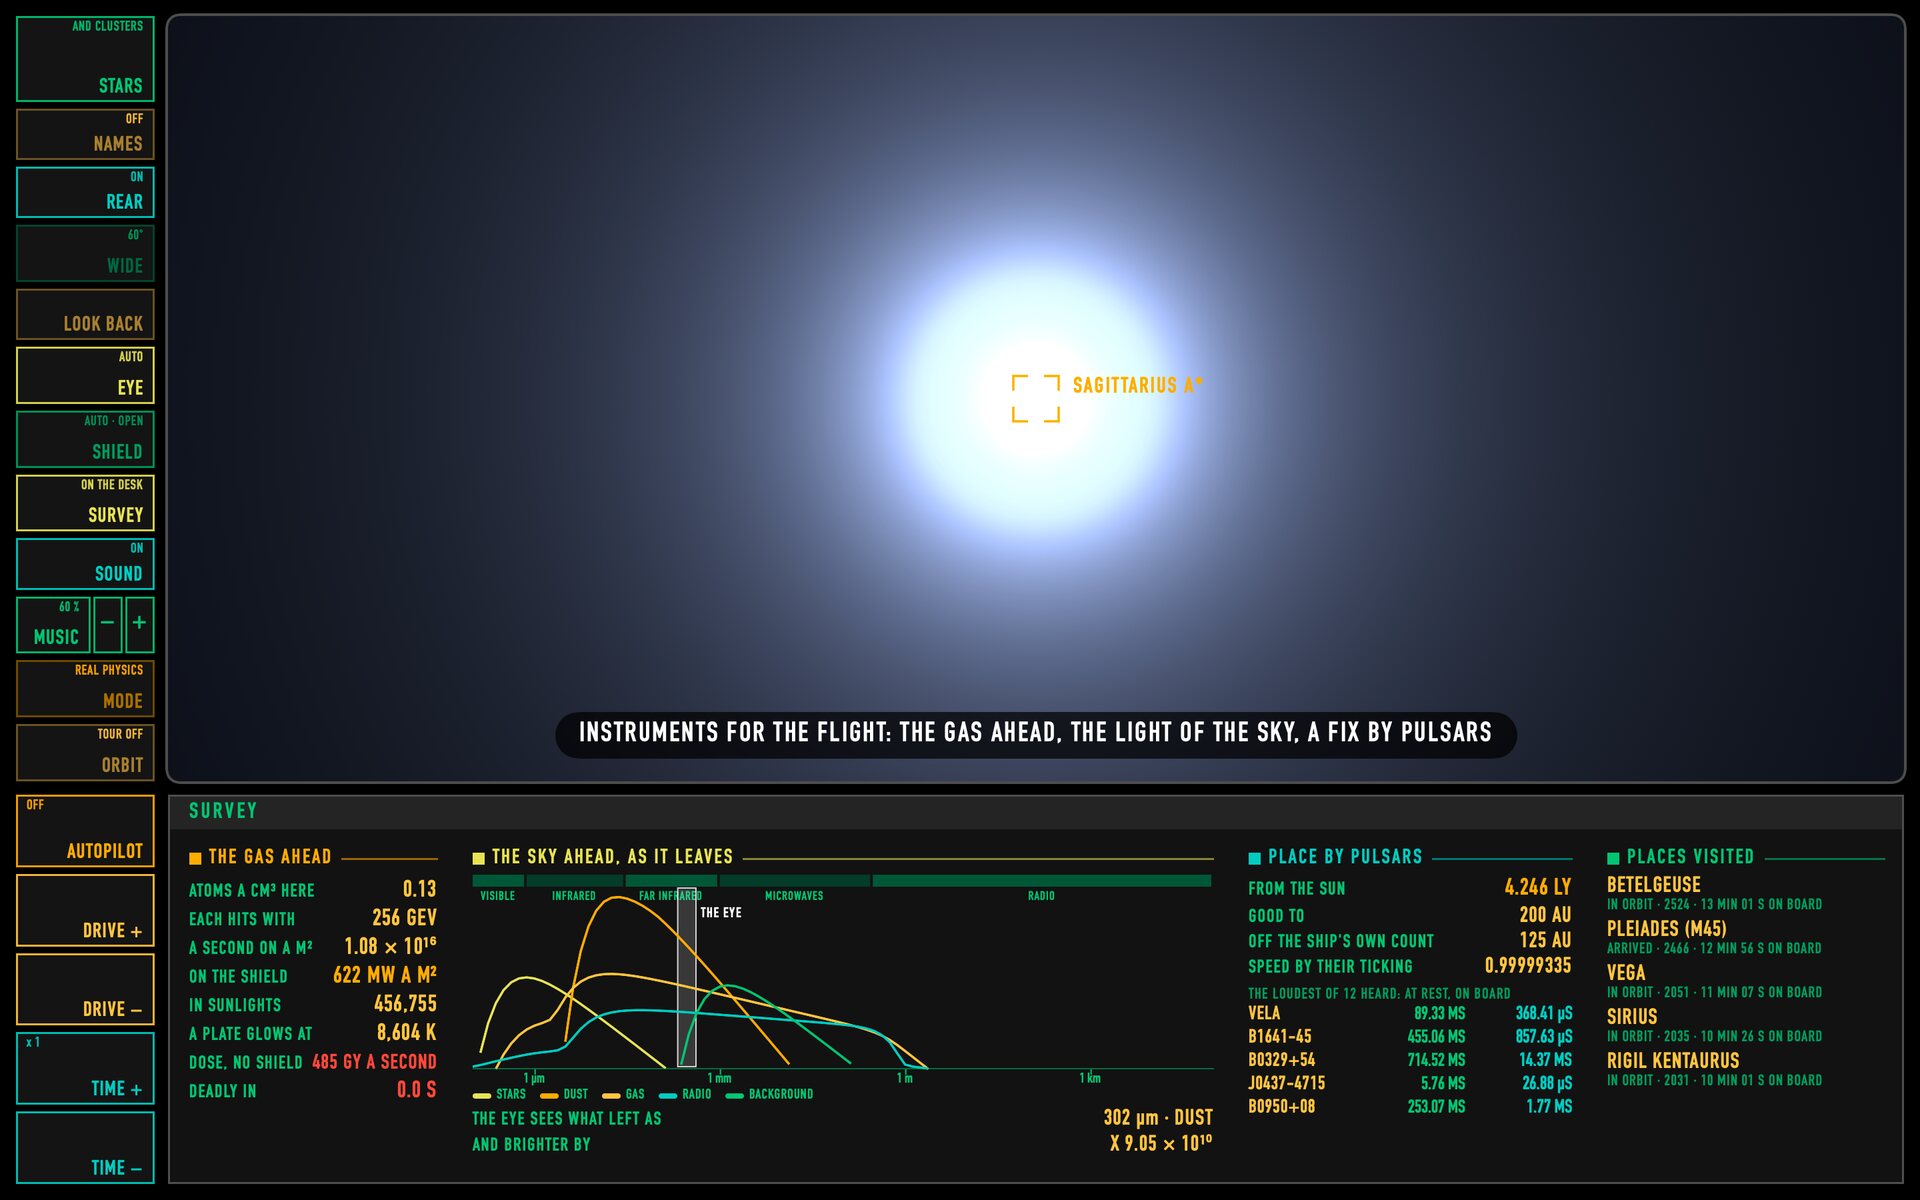 AND CLUSTERS
STARS
OFF
NAMES
ON
REAR
60°
WIDE
LOOK BACK
AUTO
EYE
AUTO · OPEN
SHIELD
ON THE DESK
SURVEY
ON
SOUND
60 %
MUSIC
−
+
REAL PHYSICS
MODE
TOUR OFF
ORBIT
OFF
AUTOPILOT
DRIVE +
DRIVE −
x 1
TIME +
TIME −
SAGITTARIUS A*
INSTRUMENTS FOR THE FLIGHT: THE GAS AHEAD, THE LIGHT OF THE SKY, A FIX BY PULSARS
SURVEY
THE GAS AHEAD
ATOMS A CM³ HERE 0.13
EACH HITS WITH 256 GEV
A SECOND ON A M² 1.08 × 10¹⁶
ON THE SHIELD 622 MW A M²
IN SUNLIGHTS 456,755
A PLATE GLOWS AT 8,604 K
DOSE, NO SHIELD 485 GY A SECOND
DEADLY IN 0.0 S
THE SKY AHEAD, AS IT LEAVES
VISIBLE INFRARED FAR INFRARED MICROWAVES RADIO
THE EYE
1 µm 1 mm 1 m 1 km
STARS DUST GAS RADIO BACKGROUND
THE EYE SEES WHAT LEFT AS 302 µm · DUST
AND BRIGHTER BY X 9.05 × 10¹⁰
PLACE BY PULSARS
FROM THE SUN 4.246 LY
GOOD TO 200 AU
OFF THE SHIP'S OWN COUNT 125 AU
SPEED BY THEIR TICKING 0.99999335
THE LOUDEST OF 12 HEARD: AT REST, ON BOARD
VELA 89.33 MS 368.41 µS
B1641-45 455.06 MS 857.63 µS
B0329+54 714.52 MS 14.37 MS
J0437-4715 5.76 MS 26.88 µS
B0950+08 253.07 MS 1.77 MS
PLACES VISITED
BETELGEUSE
IN ORBIT · 2524 · 13 MIN 01 S ON BOARD
PLEIADES (M45)
ARRIVED · 2466 · 12 MIN 56 S ON BOARD
VEGA
IN ORBIT · 2051 · 11 MIN 07 S ON BOARD
SIRIUS
IN ORBIT · 2035 · 10 MIN 26 S ON BOARD
RIGIL KENTAURUS
IN ORBIT · 2031 · 10 MIN 01 S ON BOARD